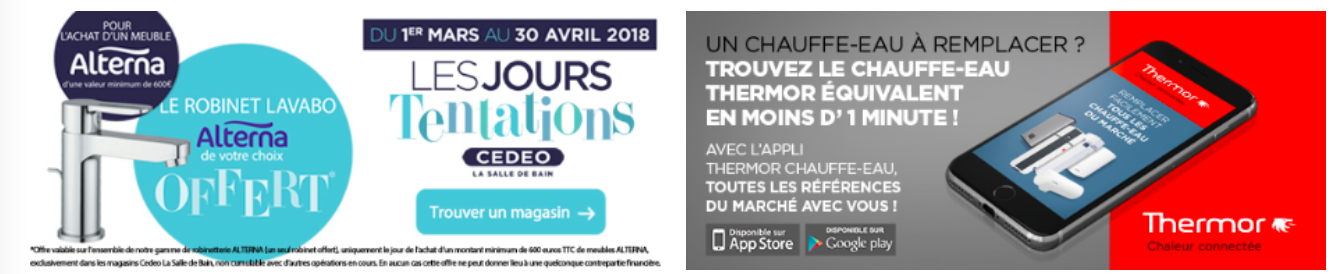 POUR
L'ACHAT D'UN MEUBLE
Alterna
d'une valeur minimum de 600€
LE ROBINET LAVABO
Alterna
de votre choix
OFFERT*
DU 1ER MARS AU 30 AVRIL 2018
LES JOURS
Tentations
CEDEO
LA SALLE DE BAIN
Trouver un magasin →
*Offre valable sur l'ensemble de notre gamme de robinetterie ALTERNA (un seul robinet offert), uniquement le jour de l'achat d'un montant minimum de 600 euros TTC de meubles ALTERNA,
exclusivement dans les magasins Cedeo La Salle de Bain, non cumulable avec d'autres opérations en cours. En aucun cas cette offre ne peut donner lieu à une quelconque contrepartie financière.
UN CHAUFFE-EAU À REMPLACER ?
TROUVEZ LE CHAUFFE-EAU
THERMOR ÉQUIVALENT
EN MOINS D' 1 MINUTE !
AVEC L'APPLI
THERMOR CHAUFFE-EAU,
TOUTES LES RÉFÉRENCES
DU MARCHÉ AVEC VOUS !
Disponible sur
App Store
DISPONIBLE SUR
Google play
Thermor
REMPLACER
FACILEMENT
TOUS LES
CHAUFFE-EAU
DU MARCHÉ
Thermor
Chaleur connectée